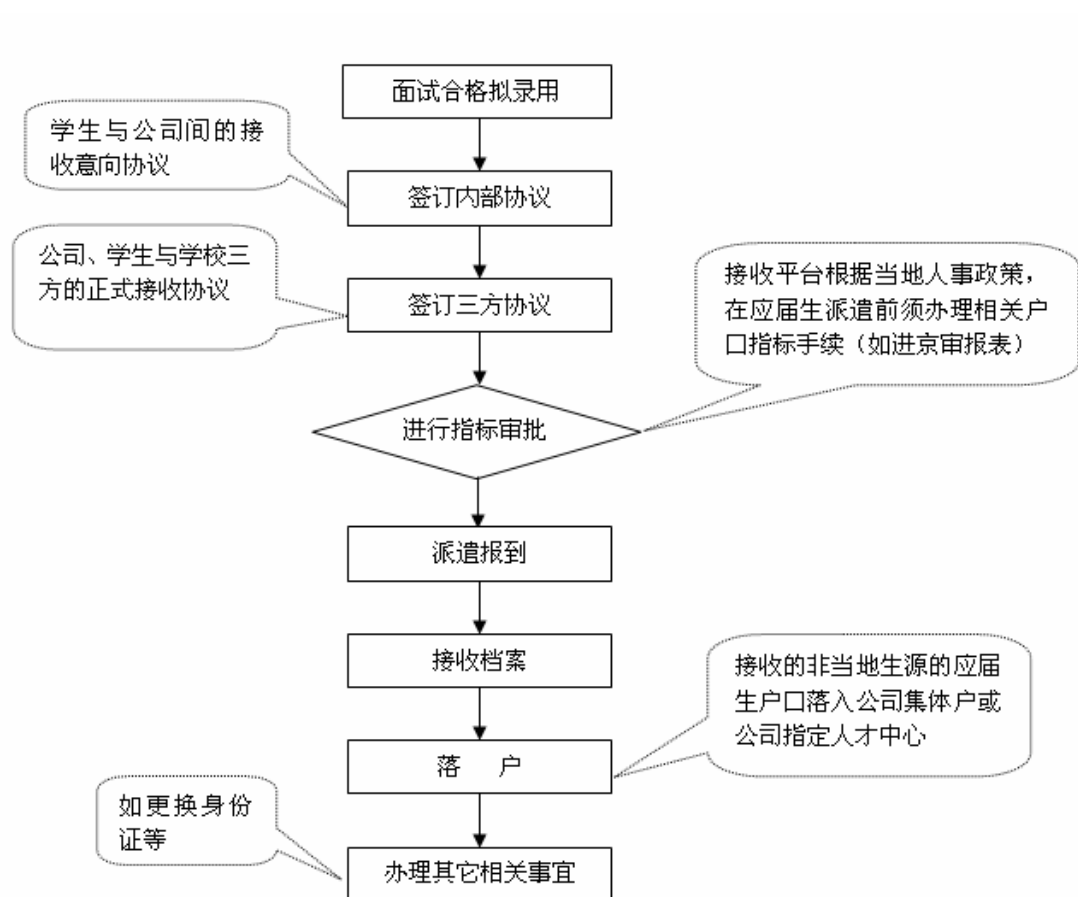 面试合格拟录用
学生与公司间的接
收意向协议
签订内部协议
公司、学生与学校三
方的正式接收协议
签订三方协议
接收平台根据当地人事政策，
在应届生派遣前须办理相关户
口指标手续（如进京审报表）
进行指标审批
派遣报到
接收档案
接收的非当地生源的应届
生户口落入公司集体户或
公司指定人才中心
落 户
如更换身份
证等
办理其它相关事宜